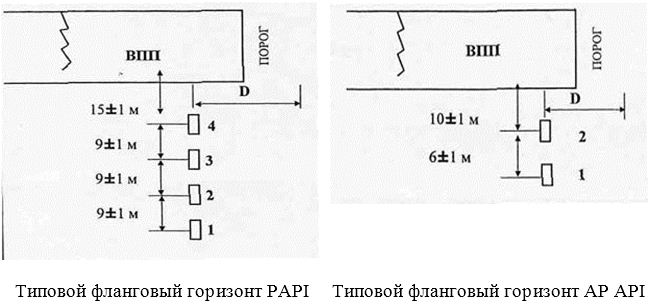 ВПП
ПОРОГ
D
15±1 м
4
9±1 м
3
9±1 м
2
9±1 м
1
Типовой фланговый горизонт PAPI
ВПП
ПОРОГ
D
10±1 м
2
6±1 м
1
Типовой фланговый горизонт AP API